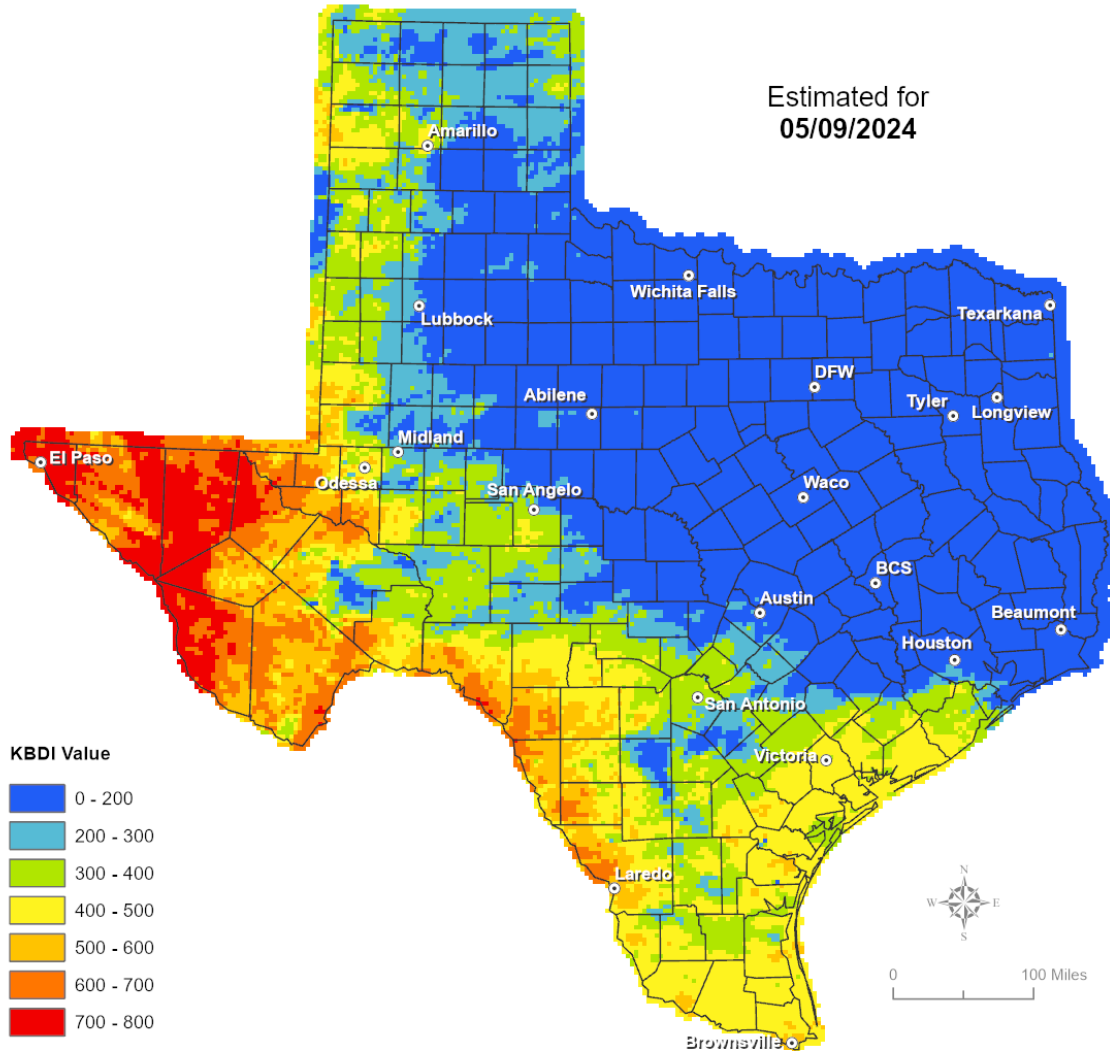 Estimated for
05/09/2024
Amarillo
Wichita Falls
Texarkana
Lubbock
DFW
Abilene
Tyler
Longview
Midland
El Paso
Odessa
San Angelo
Waco
BCS
Austin
Beaumont
Houston
San Antonio
Victoria
Laredo
Brownsville
KBDI Value
0 - 200
200 - 300
300 - 400
400 - 500
500 - 600
600 - 700
700 - 800
N
W E
S
0 100 Miles